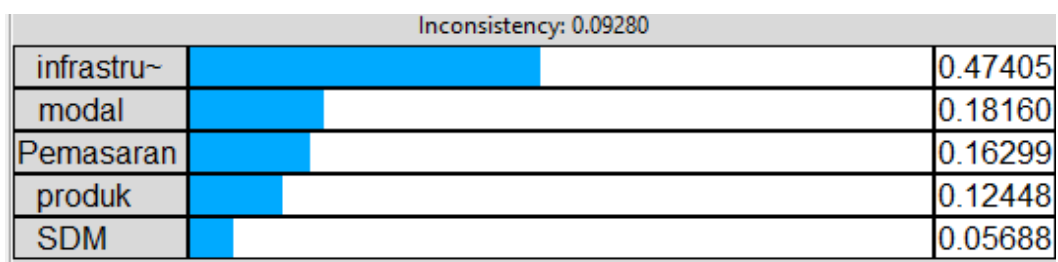 Inconsistency: 0.09280
infrastru~ 0.47405
modal 0.18160
Pemasaran 0.16299
produk 0.12448
SDM 0.05688